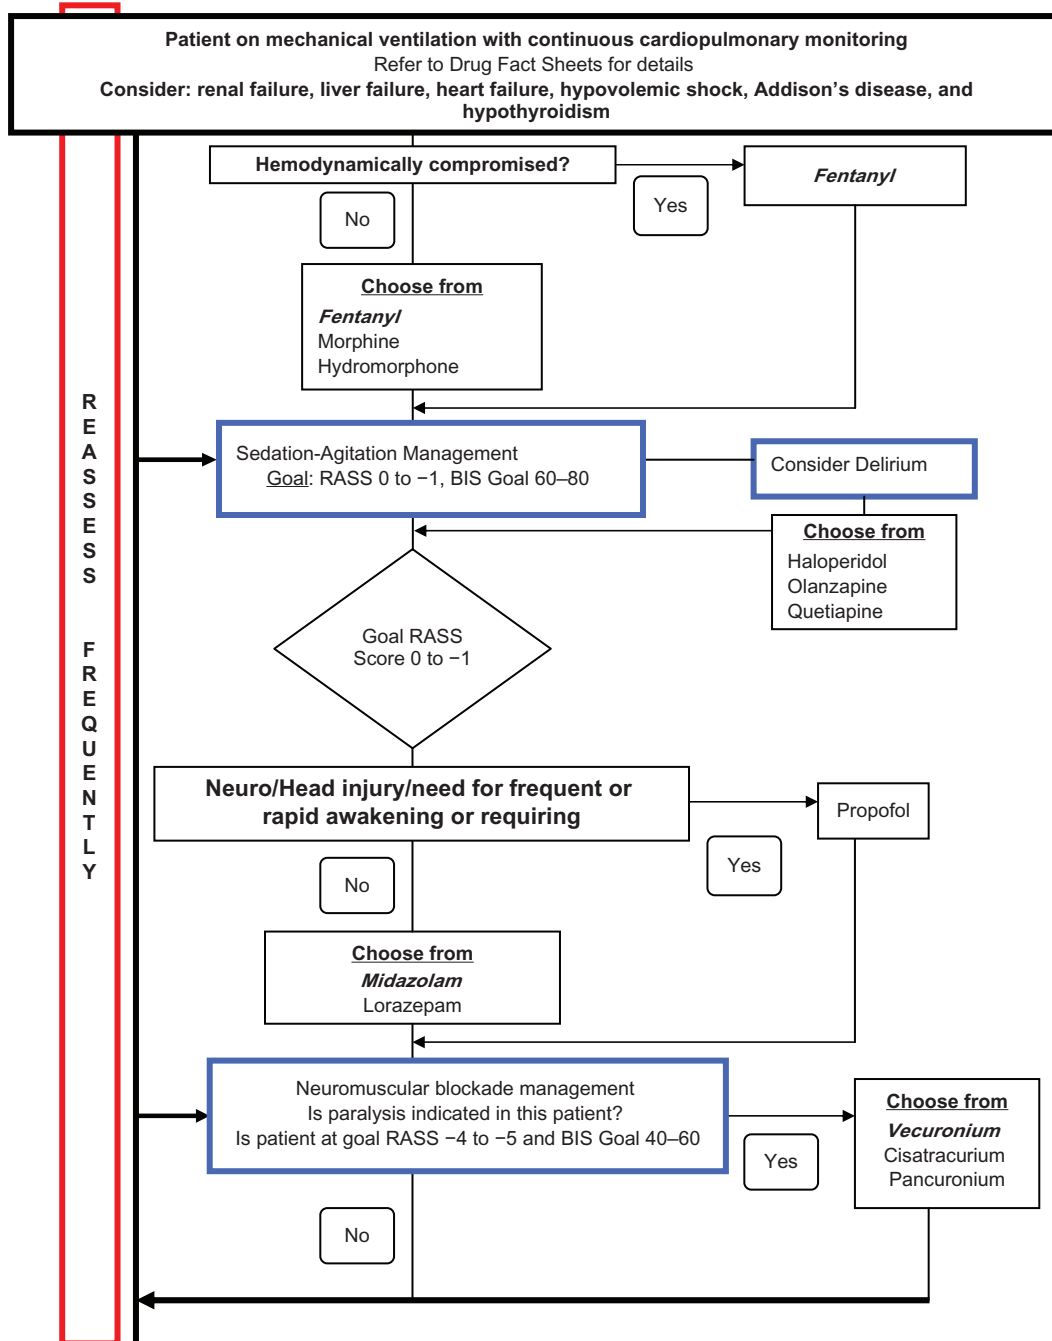 Patient on mechanical ventilation with continuous cardiopulmonary monitoring
Refer to Drug Fact Sheets for details
Consider: renal failure, liver failure, heart failure, hypovolemic shock, Addison's disease, and
hypothyroidism
Hemodynamically compromised?
Fentanyl
No
Yes
Choose from
Fentanyl
Morphine
Hydromorphone
REASSESS FREQUENTLY
Sedation-Agitation Management
Goal: RASS 0 to −1, BIS Goal 60–80
Consider Delirium
Choose from
Haloperidol
Olanzapine
Quetiapine
Goal RASS
Score 0 to −1
Neuro/Head injury/need for frequent or
rapid awakening or requiring
Propofol
No
Yes
Choose from
Midazolam
Lorazepam
Neuromuscular blockade management
Is paralysis indicated in this patient?
Is patient at goal RASS −4 to −5 and BIS Goal 40–60
Yes
Choose from
Vecuronium
Cisatracurium
Pancuronium
No